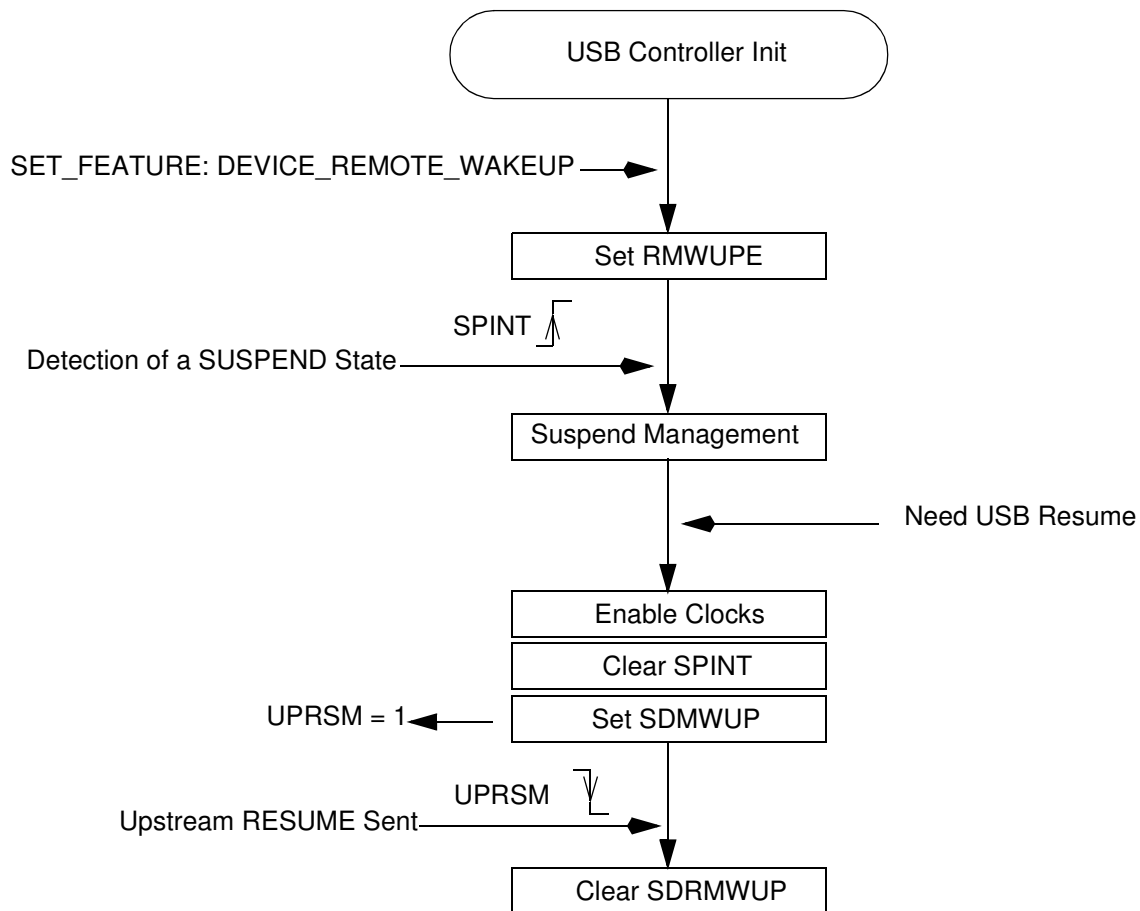 USB Controller Init
SET_FEATURE: DEVICE_REMOTE_WAKEUP
Set RMWUPE
SPINT
Detection of a SUSPEND State
Suspend Management
Need USB Resume
Enable Clocks
Clear SPINT
UPRSM = 1
Set SDMWUP
UPRSM
Upstream RESUME Sent
Clear SDRMWUP